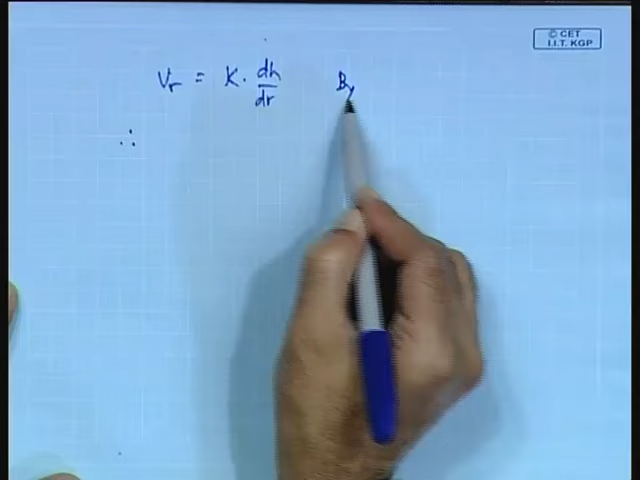 © CET
I.I.T. KGP
Vr = K · dh/dr By
∴